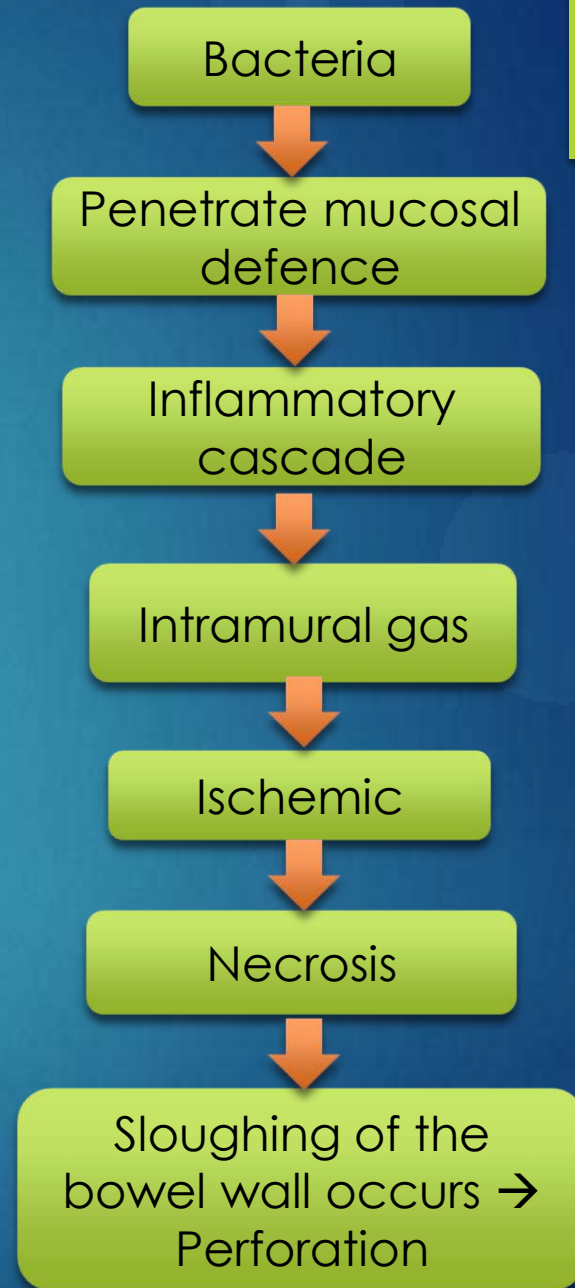 Bacteria
Penetrate mucosal
defence
Inflammatory
cascade
Intramural gas
Ischemic
Necrosis
Sloughing of the
bowel wall occurs →
Perforation